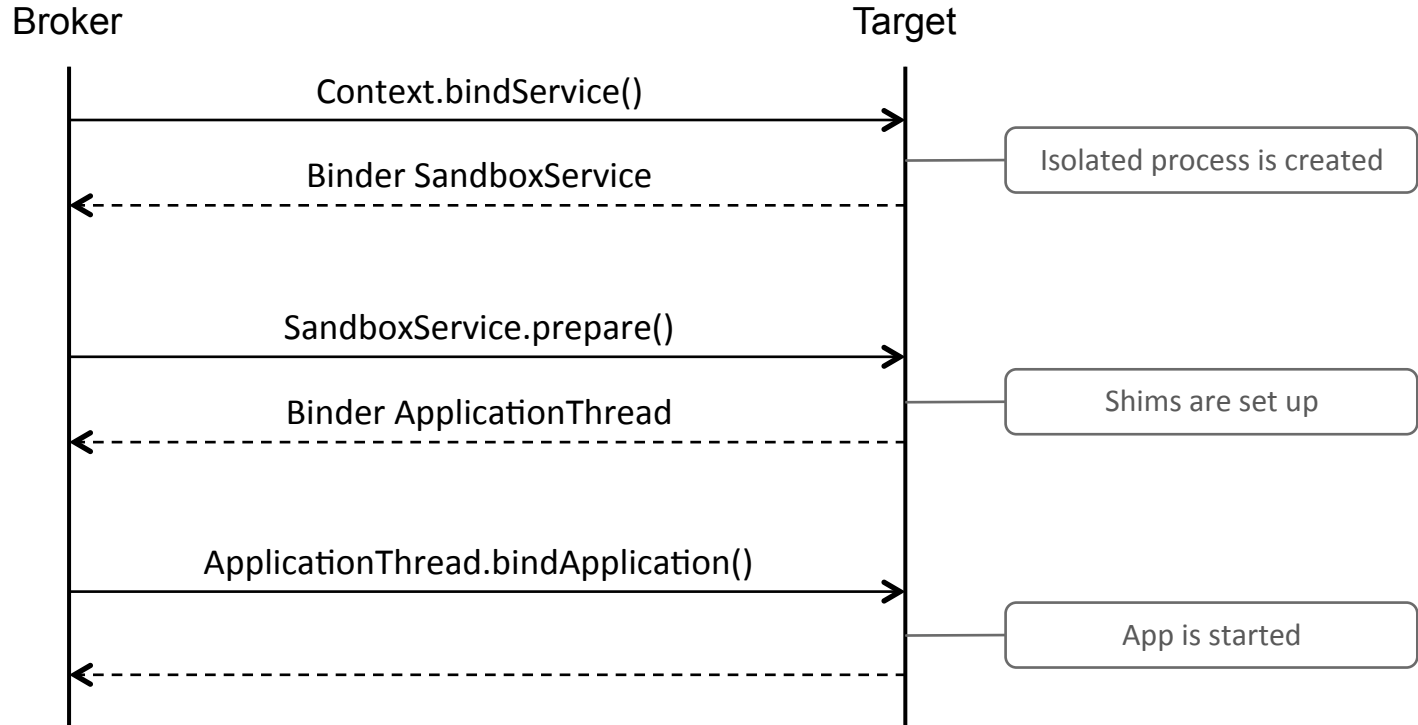 Broker
Target
Context.bindService()
Isolated process is created
Binder SandboxService
SandboxService.prepare()
Shims are set up
Binder ApplicationThread
ApplicationThread.bindApplication()
App is started